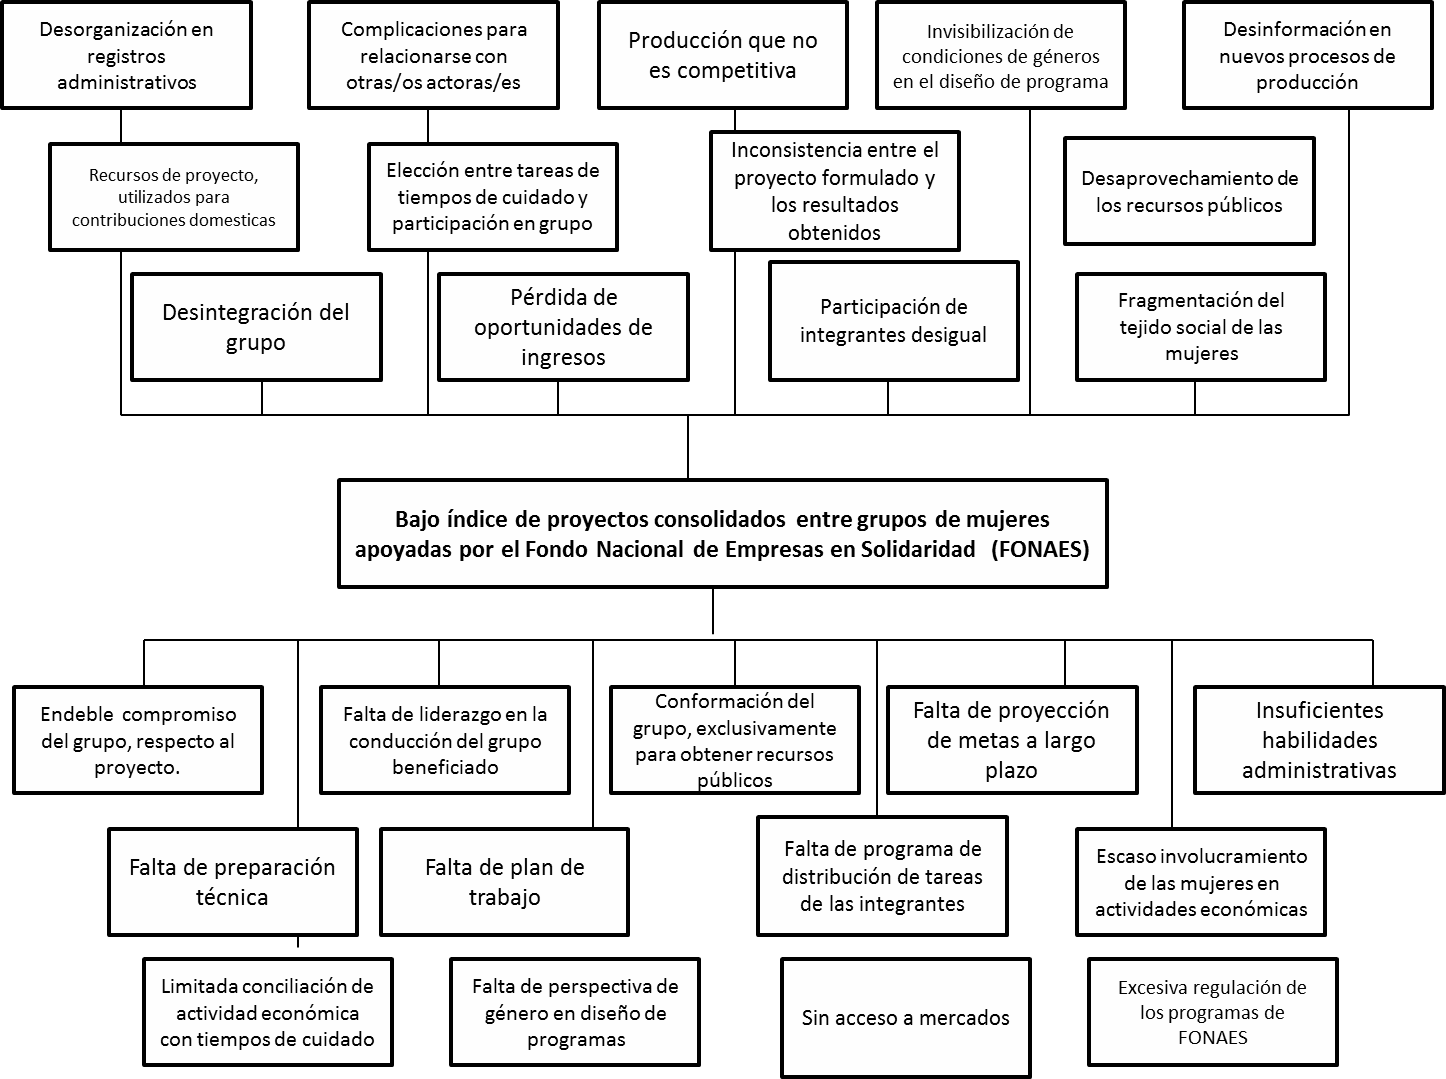 Desorganización en
registros
administrativos
Complicaciones para
relacionarse con
otras/os actoras/es
Producción que no
es competitiva
Invisibilización de
condiciones de géneros
en el diseño de programa
Desinformación en
nuevos procesos de
producción
Recursos de proyecto,
utilizados para
contribuciones domesticas
Elección entre tareas de
tiempos de cuidado y
participación en grupo
Inconsistencia entre el
proyecto formulado y
los resultados
obtenidos
Desaprovechamiento de
los recursos públicos
Desintegración del
grupo
Pérdida de
oportunidades de
ingresos
Participación de
integrantes desigual
Fragmentación del
tejido social de las
mujeres
Bajo índice de proyectos consolidados entre grupos de mujeres
apoyadas por el Fondo Nacional de Empresas en Solidaridad (FONAES)
Endeble compromiso
del grupo, respecto al
proyecto.
Falta de liderazgo en la
conducción del grupo
beneficiado
Conformación del
grupo, exclusivamente
para obtener recursos
públicos
Falta de proyección
de metas a largo
plazo
Insuficientes
habilidades
administrativas
Falta de preparación
técnica
Falta de plan de
trabajo
Falta de programa de
distribución de tareas
de las integrantes
Escaso involucramiento
de las mujeres en
actividades económicas
Limitada conciliación de
actividad económica
con tiempos de cuidado
Falta de perspectiva de
género en diseño de
programas
Sin acceso a mercados
Excesiva regulación de
los programas de
FONAES